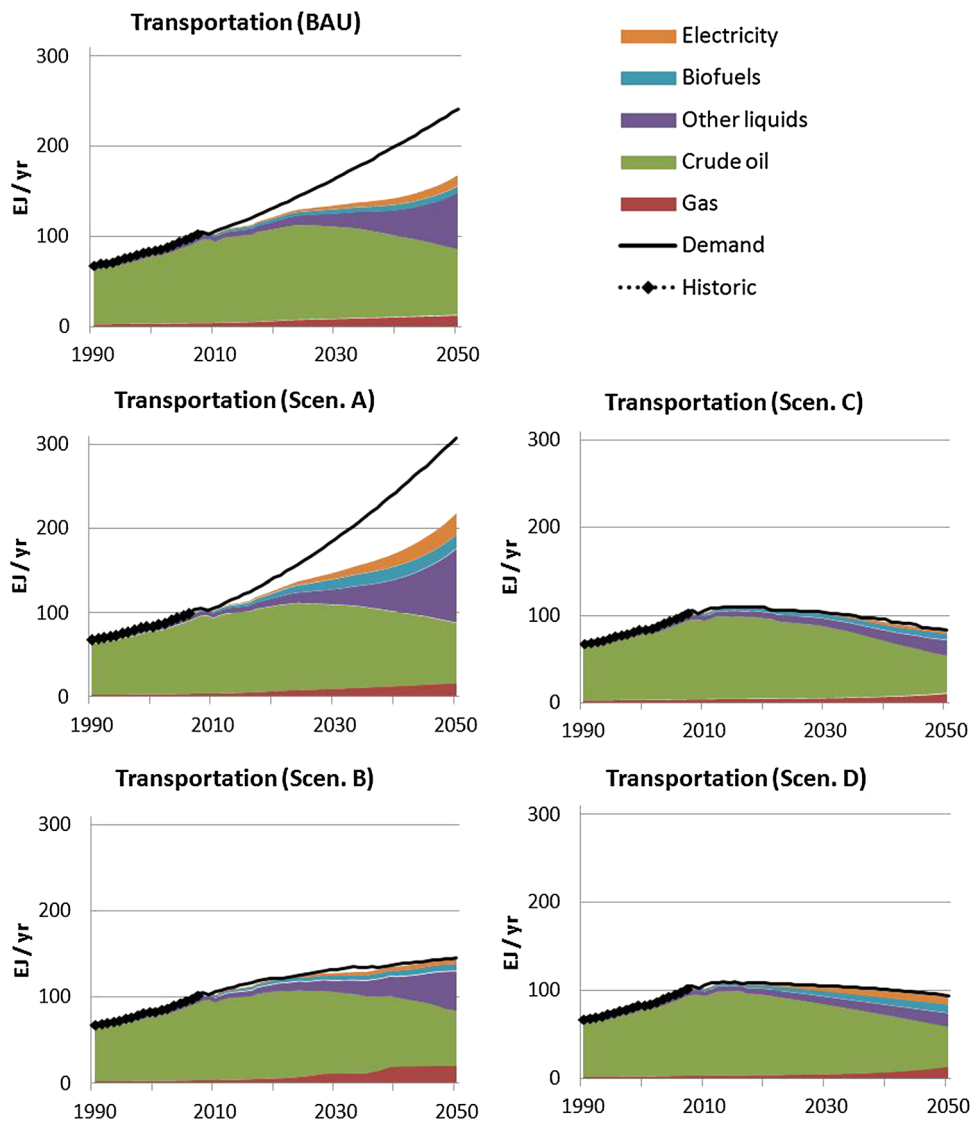 Transportation (BAU)
EJ / yr
300
200
100
0
1990
2010
2030
2050
Electricity
Biofuels
Other liquids
Crude oil
Gas
Demand
Historic
Transportation (Scen. A)
EJ / yr
300
200
100
0
1990
2010
2030
2050
Transportation (Scen. C)
EJ / yr
300
200
100
0
1990
2010
2030
2050
Transportation (Scen. B)
EJ / yr
300
200
100
0
1990
2010
2030
2050
Transportation (Scen. D)
EJ / yr
300
200
100
0
1990
2010
2030
2050